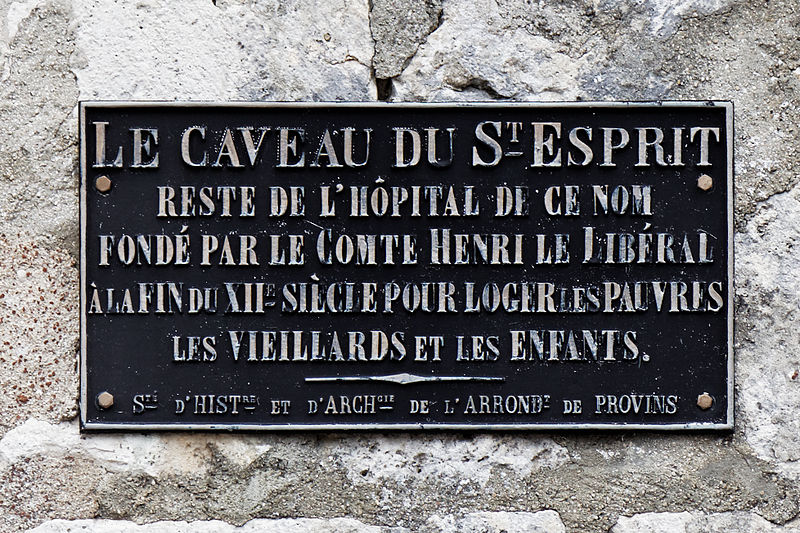 LE CAVEAU DU ST ESPRIT
RESTE DE L'HÔPITAL DE CE NOM
FONDÉ PAR LE COMTE HENRI LE LIBÉRAL
À LA FIN DU XIIE SIÈCLE POUR LOGER LES PAUVRES
LES VIEILLARDS ET LES ENFANTS.
STÉ D'HISTRE ET D'ARCHGIE DE L'ARRONDT DE PROVINS